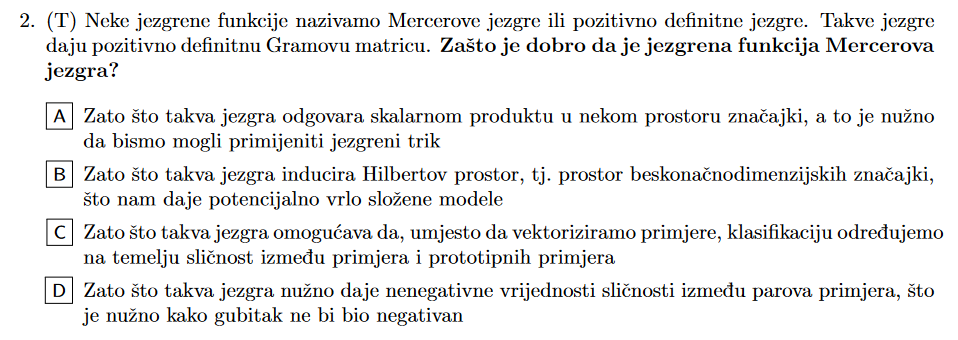 2. (T) Neke jezgrene funkcije nazivamo Mercerove jezgre ili pozitivno definitne jezgre. Takve jezgre
daju pozitivno definitnu Gramovu matricu. Zašto je dobro da je jezgrena funkcija Mercerova
jezgra?
A Zato što takva jezgra odgovara skalarnom produktu u nekom prostoru značajki, a to je nužno
da bismo mogli primijeniti jezgreni trik
B Zato što takva jezgra inducira Hilbertov prostor, tj. prostor beskonačnodimenzijskih značajki,
što nam daje potencijalno vrlo složene modele
C Zato što takva jezgra omogućava da, umjesto da vektoriziramo primjere, klasifikaciju određujemo
na temelju sličnost između primjera i prototipnih primjera
D Zato što takva jezgra nužno daje nenegativne vrijednosti sličnosti između parova primjera, što
je nužno kako gubitak ne bi bio negativan